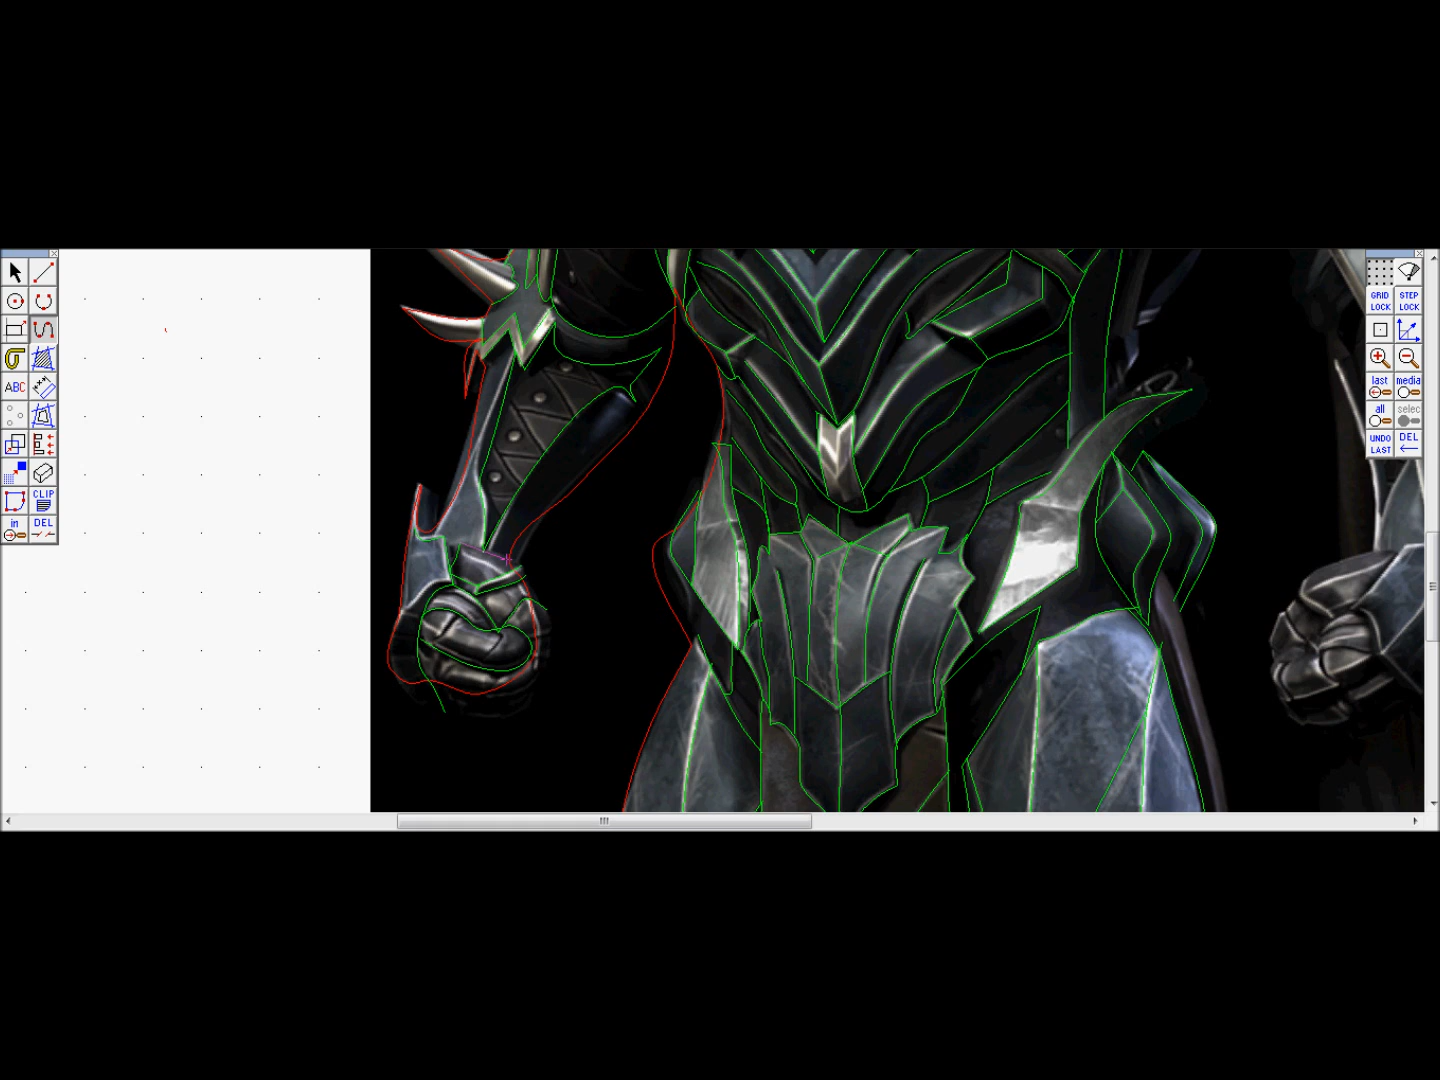 ABC
CLIP
in
DEL
GRID
LOCK
STEP
LOCK
last
media
all
selec
UNDO
LAST
DEL